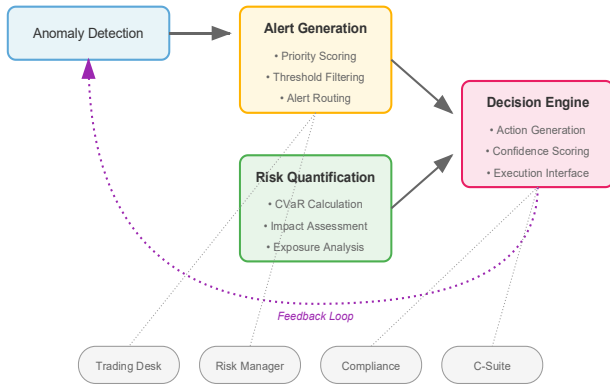 Anomaly Detection
Alert Generation
• Priority Scoring
• Threshold Filtering
• Alert Routing
Decision Engine
• Action Generation
• Confidence Scoring
• Execution Interface
Risk Quantification
• CVaR Calculation
• Impact Assessment
• Exposure Analysis
Feedback Loop
Trading Desk
Risk Manager
Compliance
C-Suite